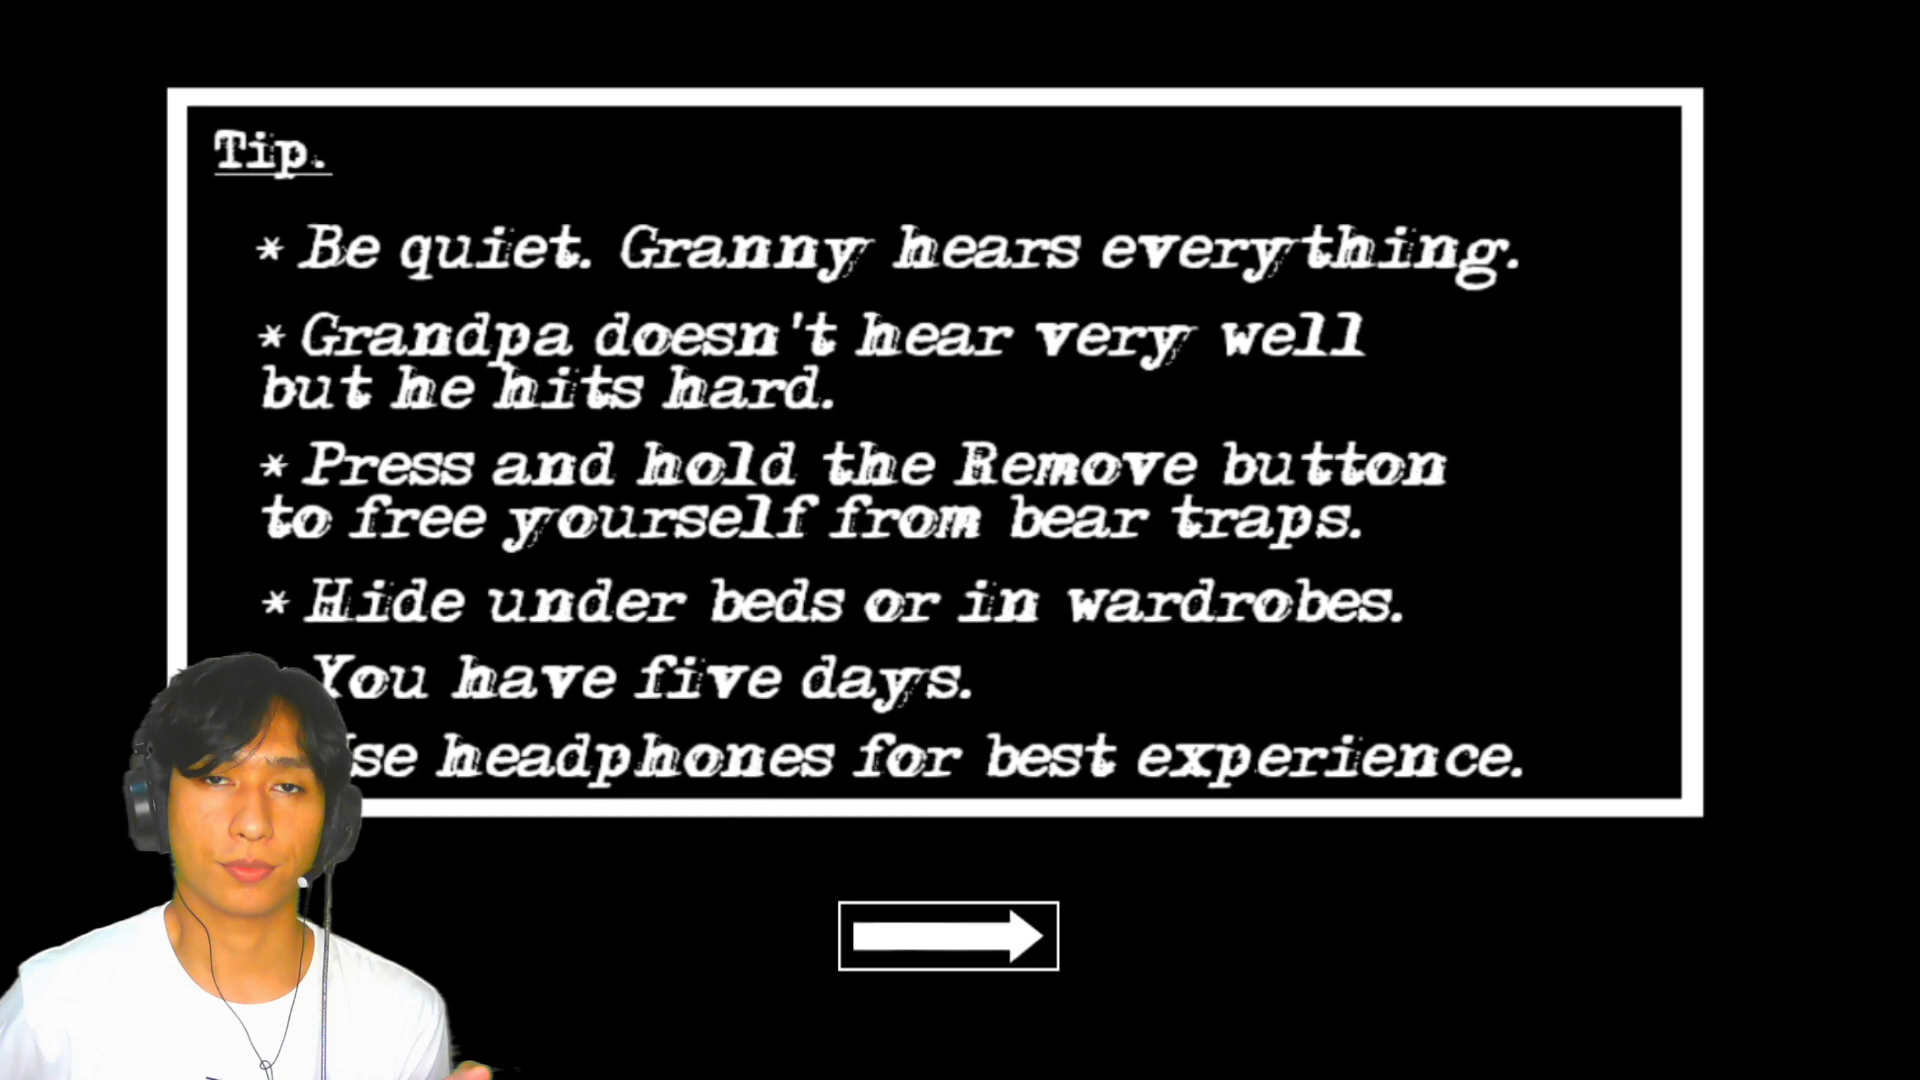 Tip.
* Be quiet. Granny hears everything.
* Grandpa doesn't hear very well
but he hits hard.
* Press and hold the Remove button
to free yourself from bear traps.
* Hide under beds or in wardrobes.
You have five days.
headphones for best experience.